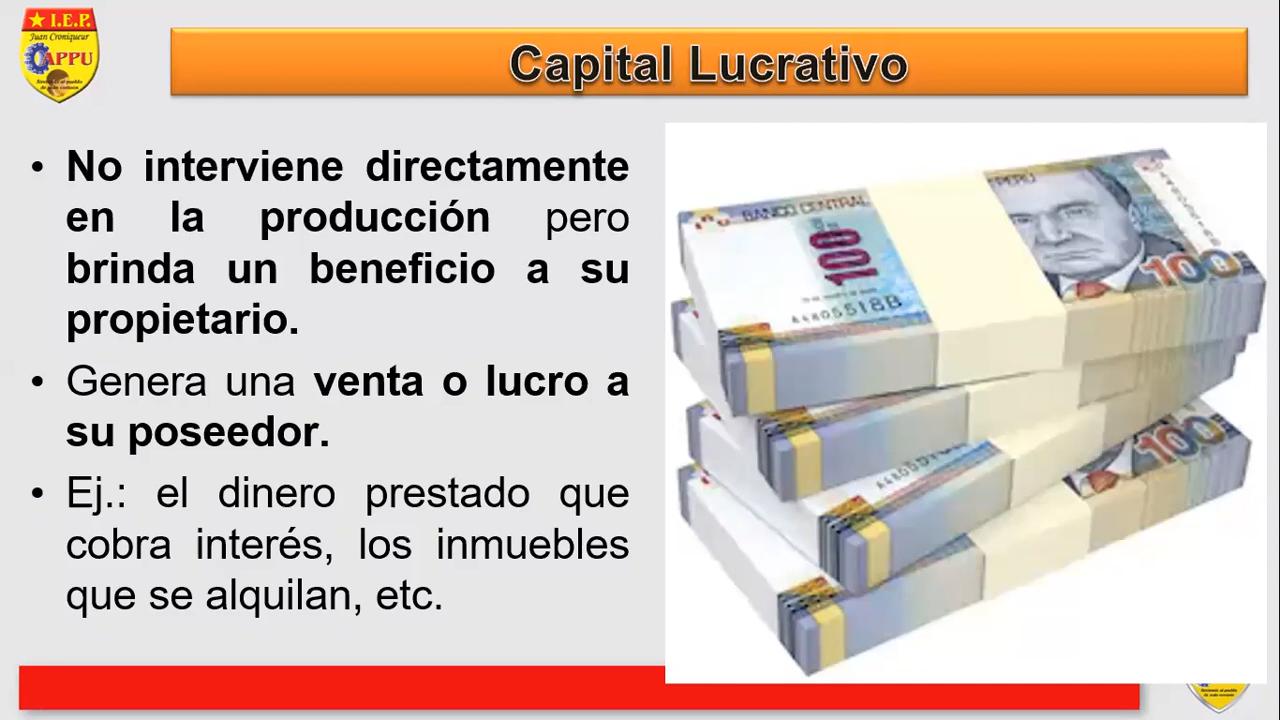 ★ I.E.P.
Juan Croniqueur
APPU
Capital Lucrativo
• No interviene directamente
en la producción pero
brinda un beneficio a su
propietario.
• Genera una venta o lucro a
su poseedor.
• Ej.: el dinero prestado que
cobra interés, los inmuebles
que se alquilan, etc.
BANCO CENTRAL
100
A4805518B
PERÚ
100
100